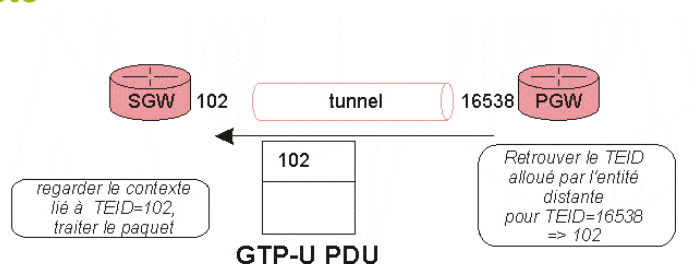 SGW 102 tunnel 16538 PGW
102
Retrouver le TEID
alloué par l'entité
distante
pour TEID=16538
=> 102
regarder le contexte
lié à TEID=102,
traiter le paquet
GTP-U PDU